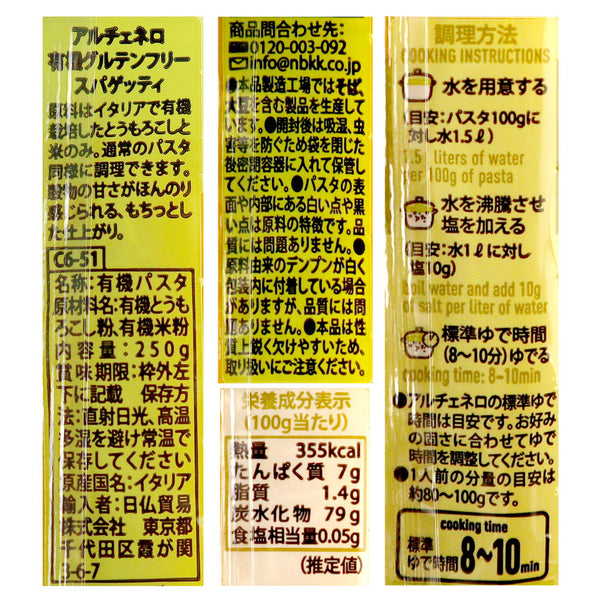 アルチェネロ
有機グルテンフリー
スパゲッティ
原料はイタリアで有機
栽培したとうもろこしと
米のみ。通常のパスタ
同様に調理できます。
穀物の甘さがほんのり
感じられる、もちっとし
た仕上がり。
C6-51
名称:有機パスタ
原材料名:有機とうも
ろこし粉、有機米粉
内容量:250g
賞味期限:枠外左
下に記載 保存方
法:直射日光、高温
多湿を避け常温で
保存してください
原産国名:イタリア
輸入者:日仏貿易
株式会社 東京都
千代田区霞が関
3-6-7
商品問合わせ先:
0120-003-092
info@nbkk.co.jp
●本品製造工場ではそば、
大豆を含む製品を生産して
います。●開封後は吸湿、虫
害等を防ぐため袋を閉じた
後密閉容器に入れて保管し
てください。●パスタの表
面や内部にある白い点や黒
い点は原料の特徴です。品
質には問題ありません。●
原料由来のデンプンが白く
包装内に付着している場合
がありますが、品質には問
題ありません。●本品は性
質上鋭く欠けやすいため、
取り扱いにご注意ください。
栄養成分表示
(100g当たり)
熱量 355kcal
たんぱく質 7g
脂質 1.4g
炭水化物 79g
食塩相当量 0.05g
(推定値)
調理方法
COOKING INSTRUCTIONS
水を用意する
(目安:パスタ100gに
対し水1.5ℓ)
1.5 liters of water
per 100g of pasta
水を沸騰させ
塩を加える
(目安:水1ℓに対し
塩10g)
boil water and add 10g
of salt per liter of water
標準ゆで時間
(8~10分)ゆでる
cooking time: 8~10min
●アルチェネロの標準ゆで
時間は目安です。お好み
の固さに合わせてゆで
時間を調整してください。
●1人前の分量の目安は
約80~100gです。
cooking time
標準
ゆで時間 8~10min